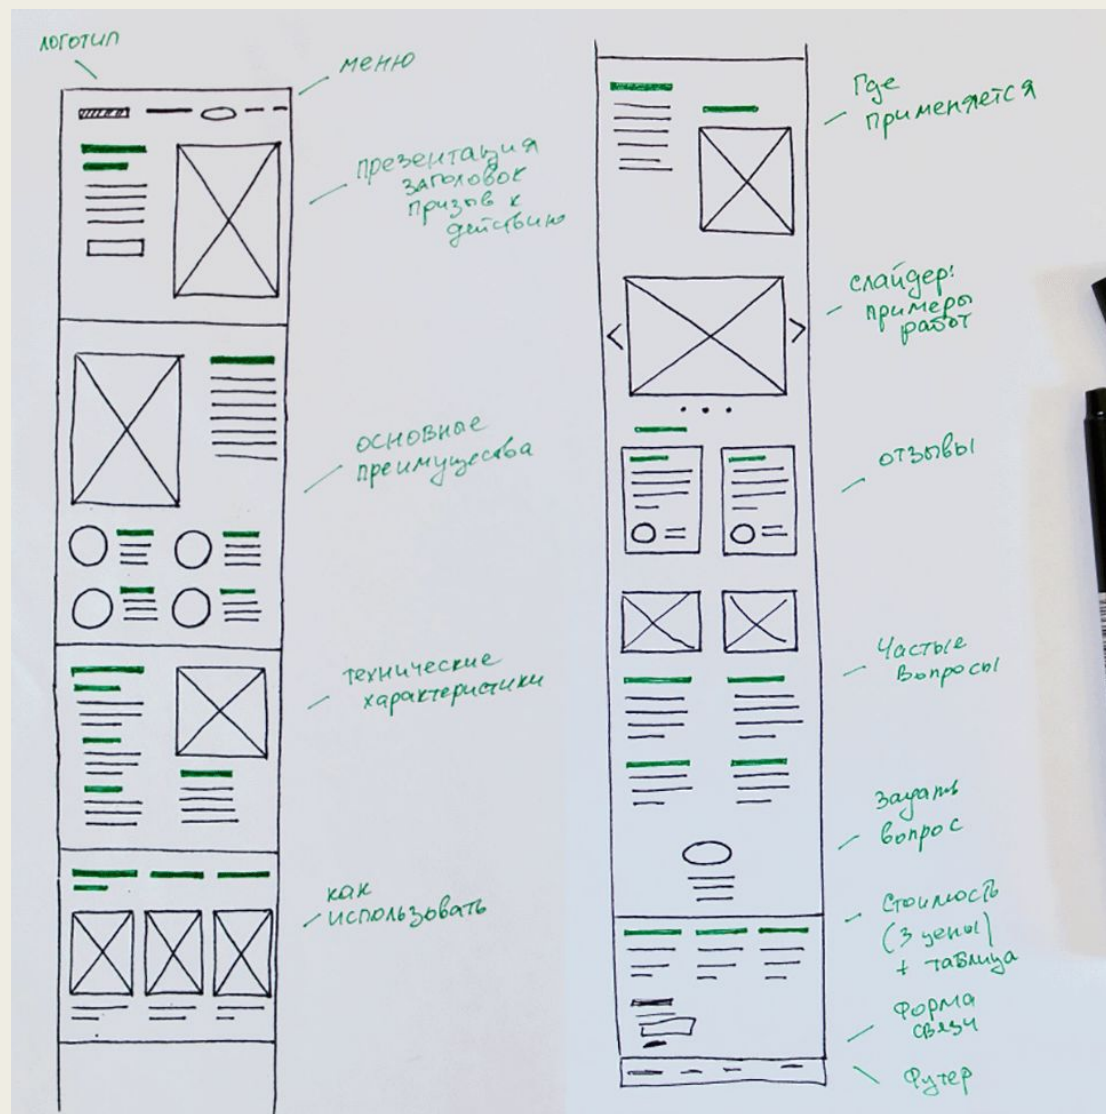 логотип
меню
презентация
заголовок
призыв к
действию
основные
преимущества
технические
характеристики
как
использовать
Где
применяется
слайдер:
примеры
работ
отзывы
Частые
вопросы
Задать
вопрос
Стоимость
(3 цены)
+ таблица
Форма
связи
Футер